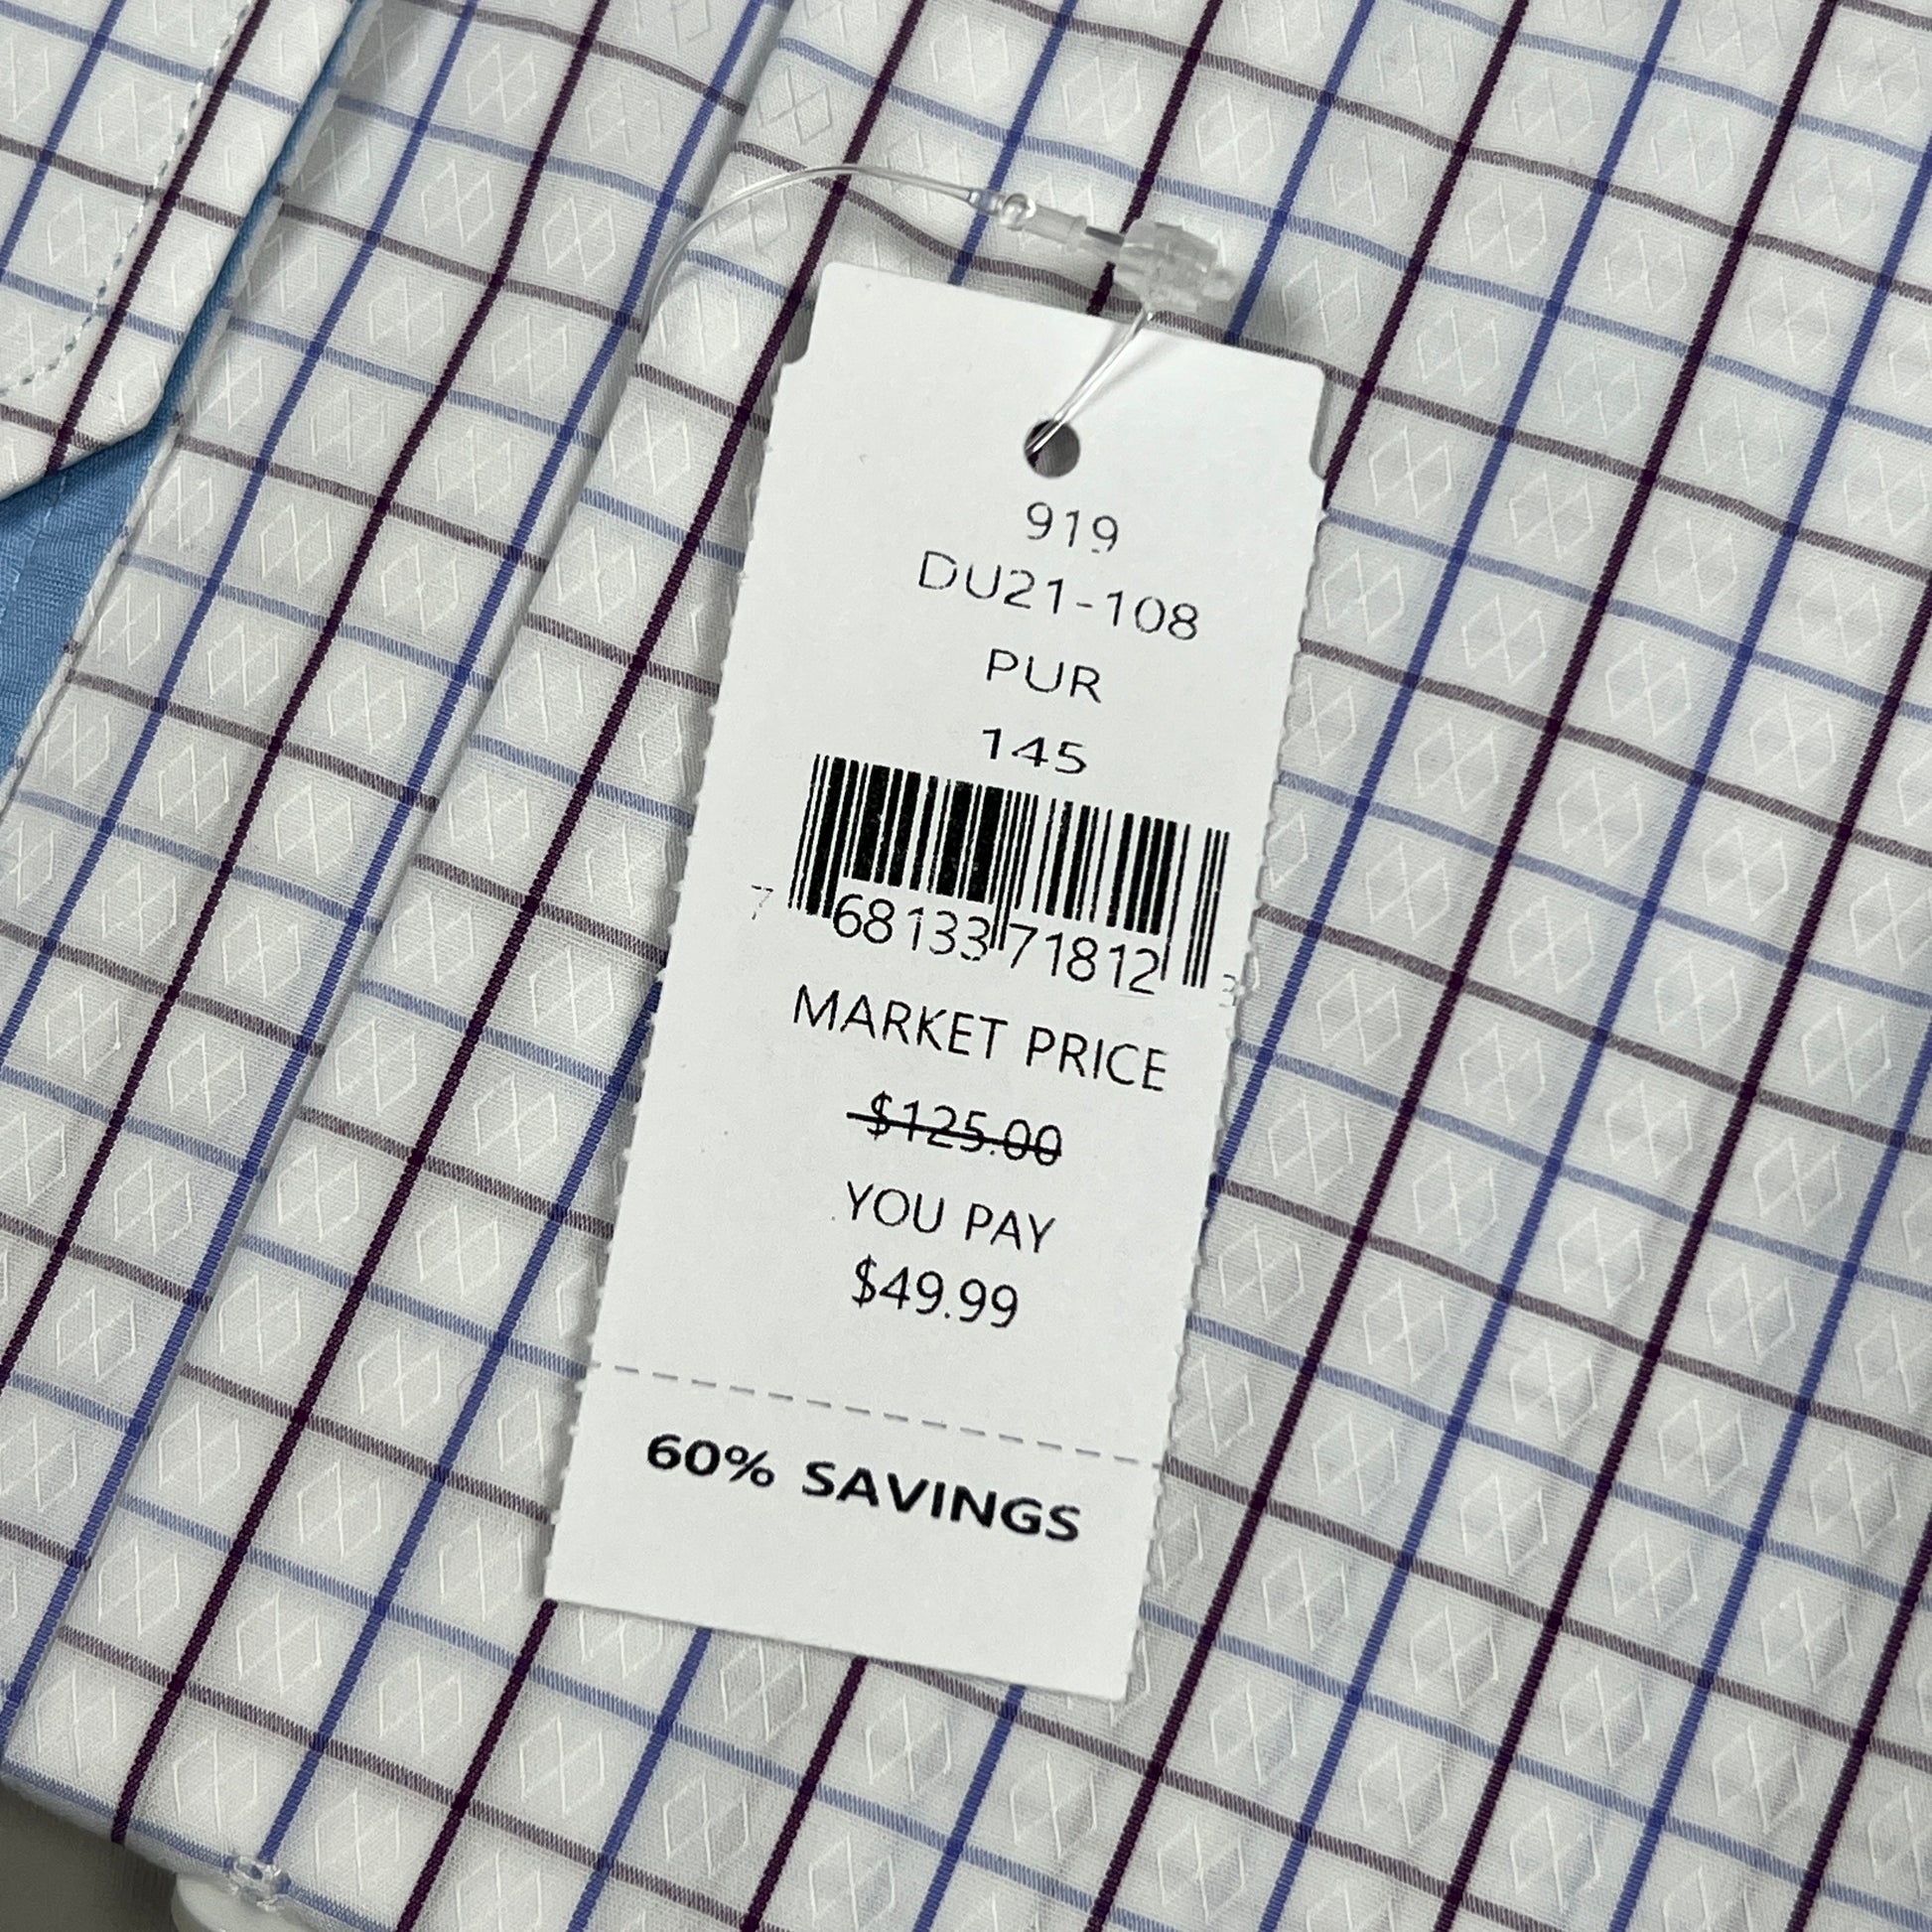 919
DU21-108
PUR
145
7 68133 71812 3
MARKET PRICE
$125.00
YOU PAY
$49.99
60% SAVINGS